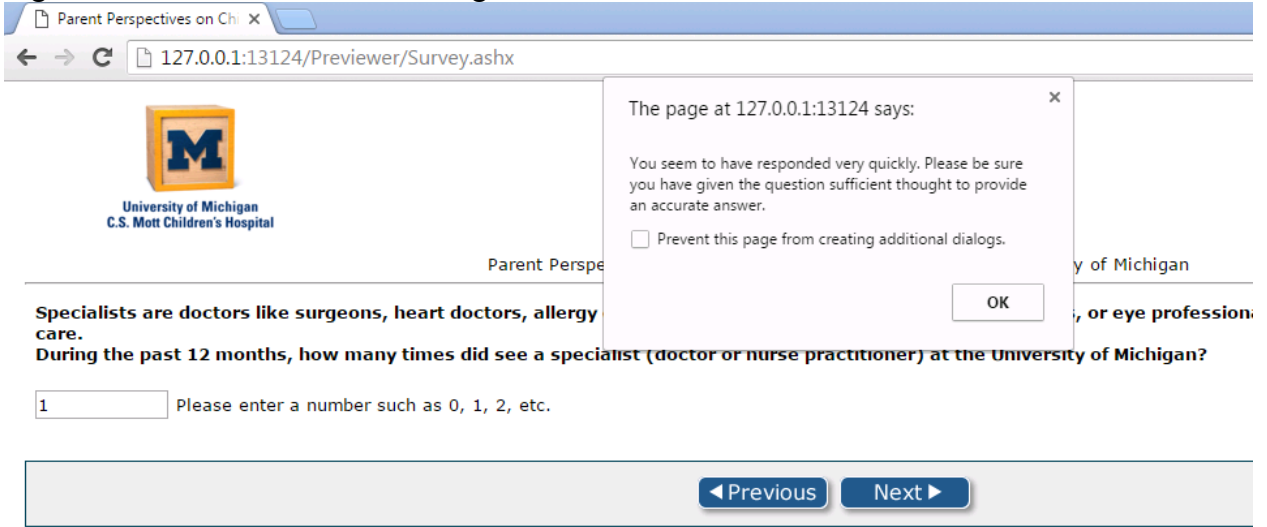 Parent Perspectives on Ch
127.0.0.1:13124/Previewer/Survey.ashx
The page at 127.0.0.1:13124 says:
You seem to have responded very quickly. Please be sure
you have given the question sufficient thought to provide
an accurate answer.
Prevent this page from creating additional dialogs.
OK
M
University of Michigan
C.S. Mott Children's Hospital
Parent Perspe y of Michigan
Specialists are doctors like surgeons, heart doctors, allergy , or eye professiona
care.
During the past 12 months, how many times did see a specialist (doctor or nurse practitioner) at the University of Michigan?
1 Please enter a number such as 0, 1, 2, etc.
Previous Next